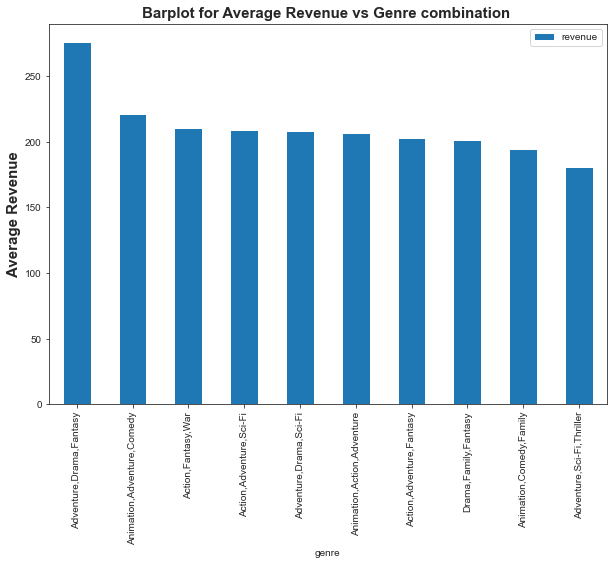 Barplot for Average Revenue vs Genre combination
revenue
Average Revenue
250
200
150
100
50
0
Adventure,Drama,Fantasy
Animation,Adventure,Comedy
Action,Fantasy,War
Action,Adventure,Sci-Fi
Adventure,Drama,Sci-Fi
Animation,Action,Adventure
Action,Adventure,Fantasy
Drama,Family,Fantasy
Animation,Comedy,Family
Adventure,Sci-Fi,Thriller
genre